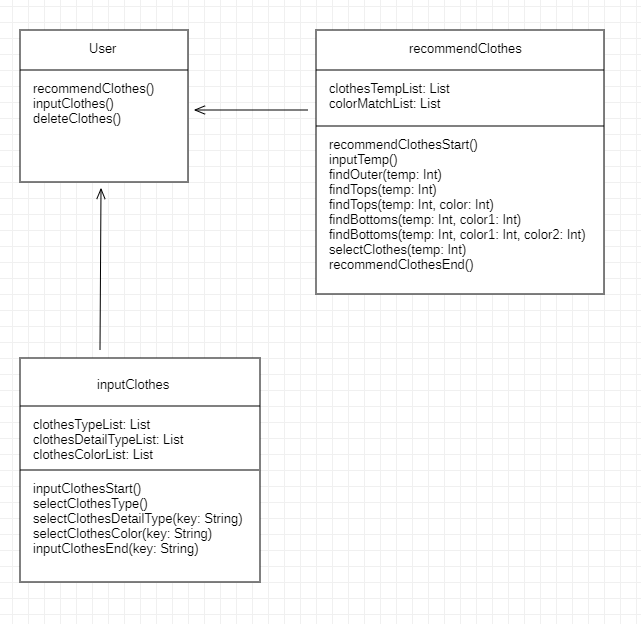 User
recommendClothes()
inputClothes()
deleteClothes()
recommendClothes
clothesTempList: List
colorMatchList: List
recommendClothesStart()
inputTemp()
findOuter(temp: Int)
findTops(temp: Int)
findTops(temp: Int, color: Int)
findBottoms(temp: Int, color1: Int)
findBottoms(temp: Int, color1: Int, color2: Int)
selectClothes(temp: Int)
recommendClothesEnd()
inputClothes
clothesTypeList: List
clothesDetailTypeList: List
clothesColorList: List
inputClothesStart()
selectClothesType()
selectClothesDetailType(key: String)
selectClothesColor(key: String)
inputClothesEnd(key: String)